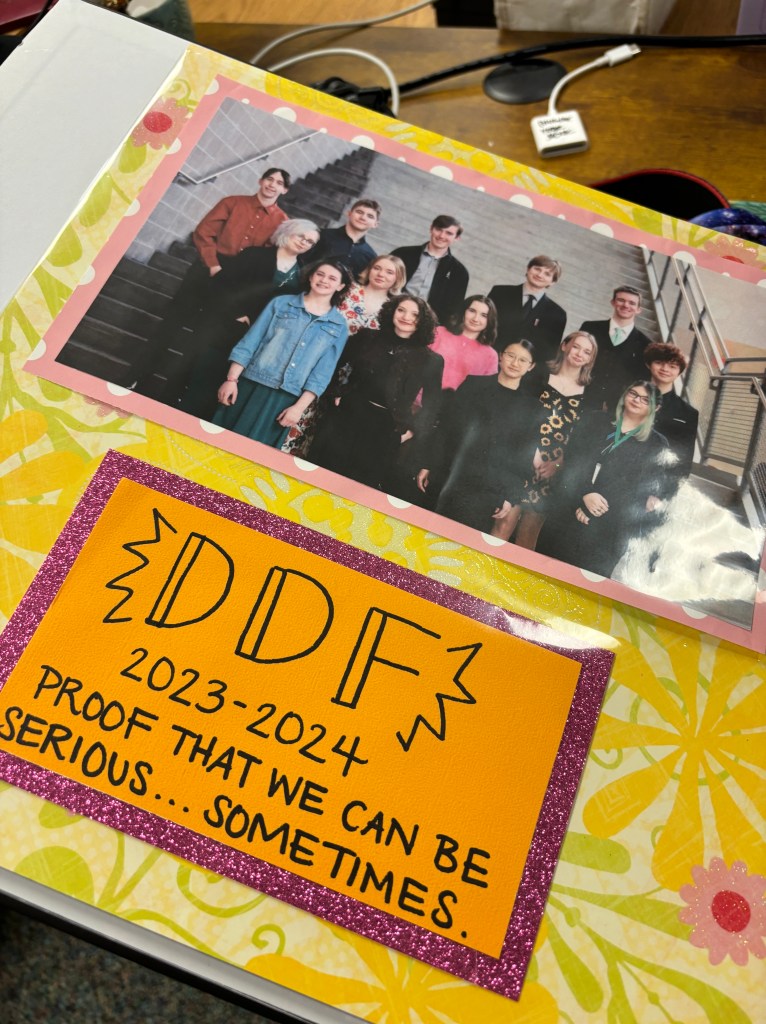 DDF
2023-2024
PROOF THAT WE CAN BE
SERIOUS... SOMETIMES.